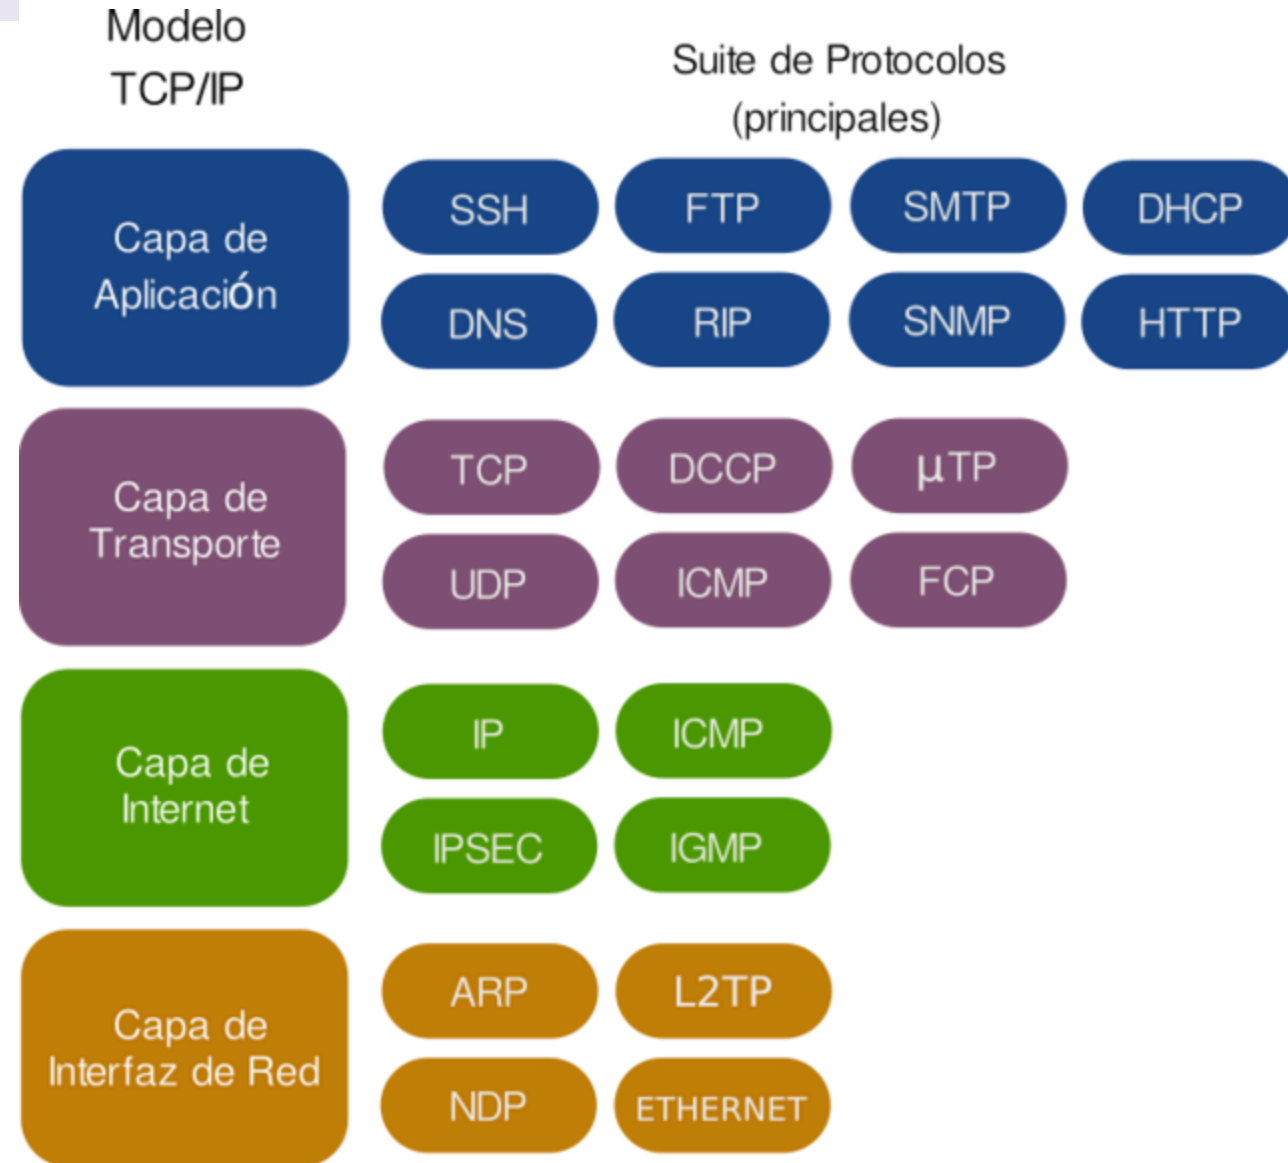 Modelo
TCP/IP
Suite de Protocolos
(principales)
Capa de
Aplicación
SSH FTP SMTP DHCP
DNS RIP SNMP HTTP
Capa de
Transporte
TCP DCCP µTP
UDP ICMP FCP
Capa de
Internet
IP ICMP
IPSEC IGMP
Capa de
Interfaz de Red
ARP L2TP
NDP ETHERNET